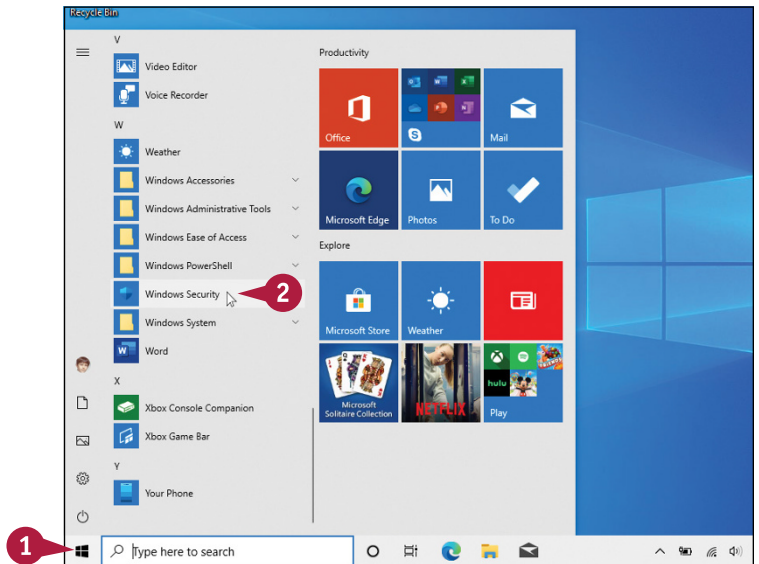 Recycle Bin
V
Video Editor
Voice Recorder
W
Weather
Windows Accessories
Windows Administrative Tools
Windows Ease of Access
Windows PowerShell
Windows Security
2
Windows System
Word
X
Xbox Console Companion
Xbox Game Bar
Y
Your Phone
Productivity
Office
Mail
Microsoft Edge
Photos
To Do
Explore
Microsoft Store
Weather
Microsoft
Solitaire Collection
NETFLIX
hulu
Play
1
Type here to search